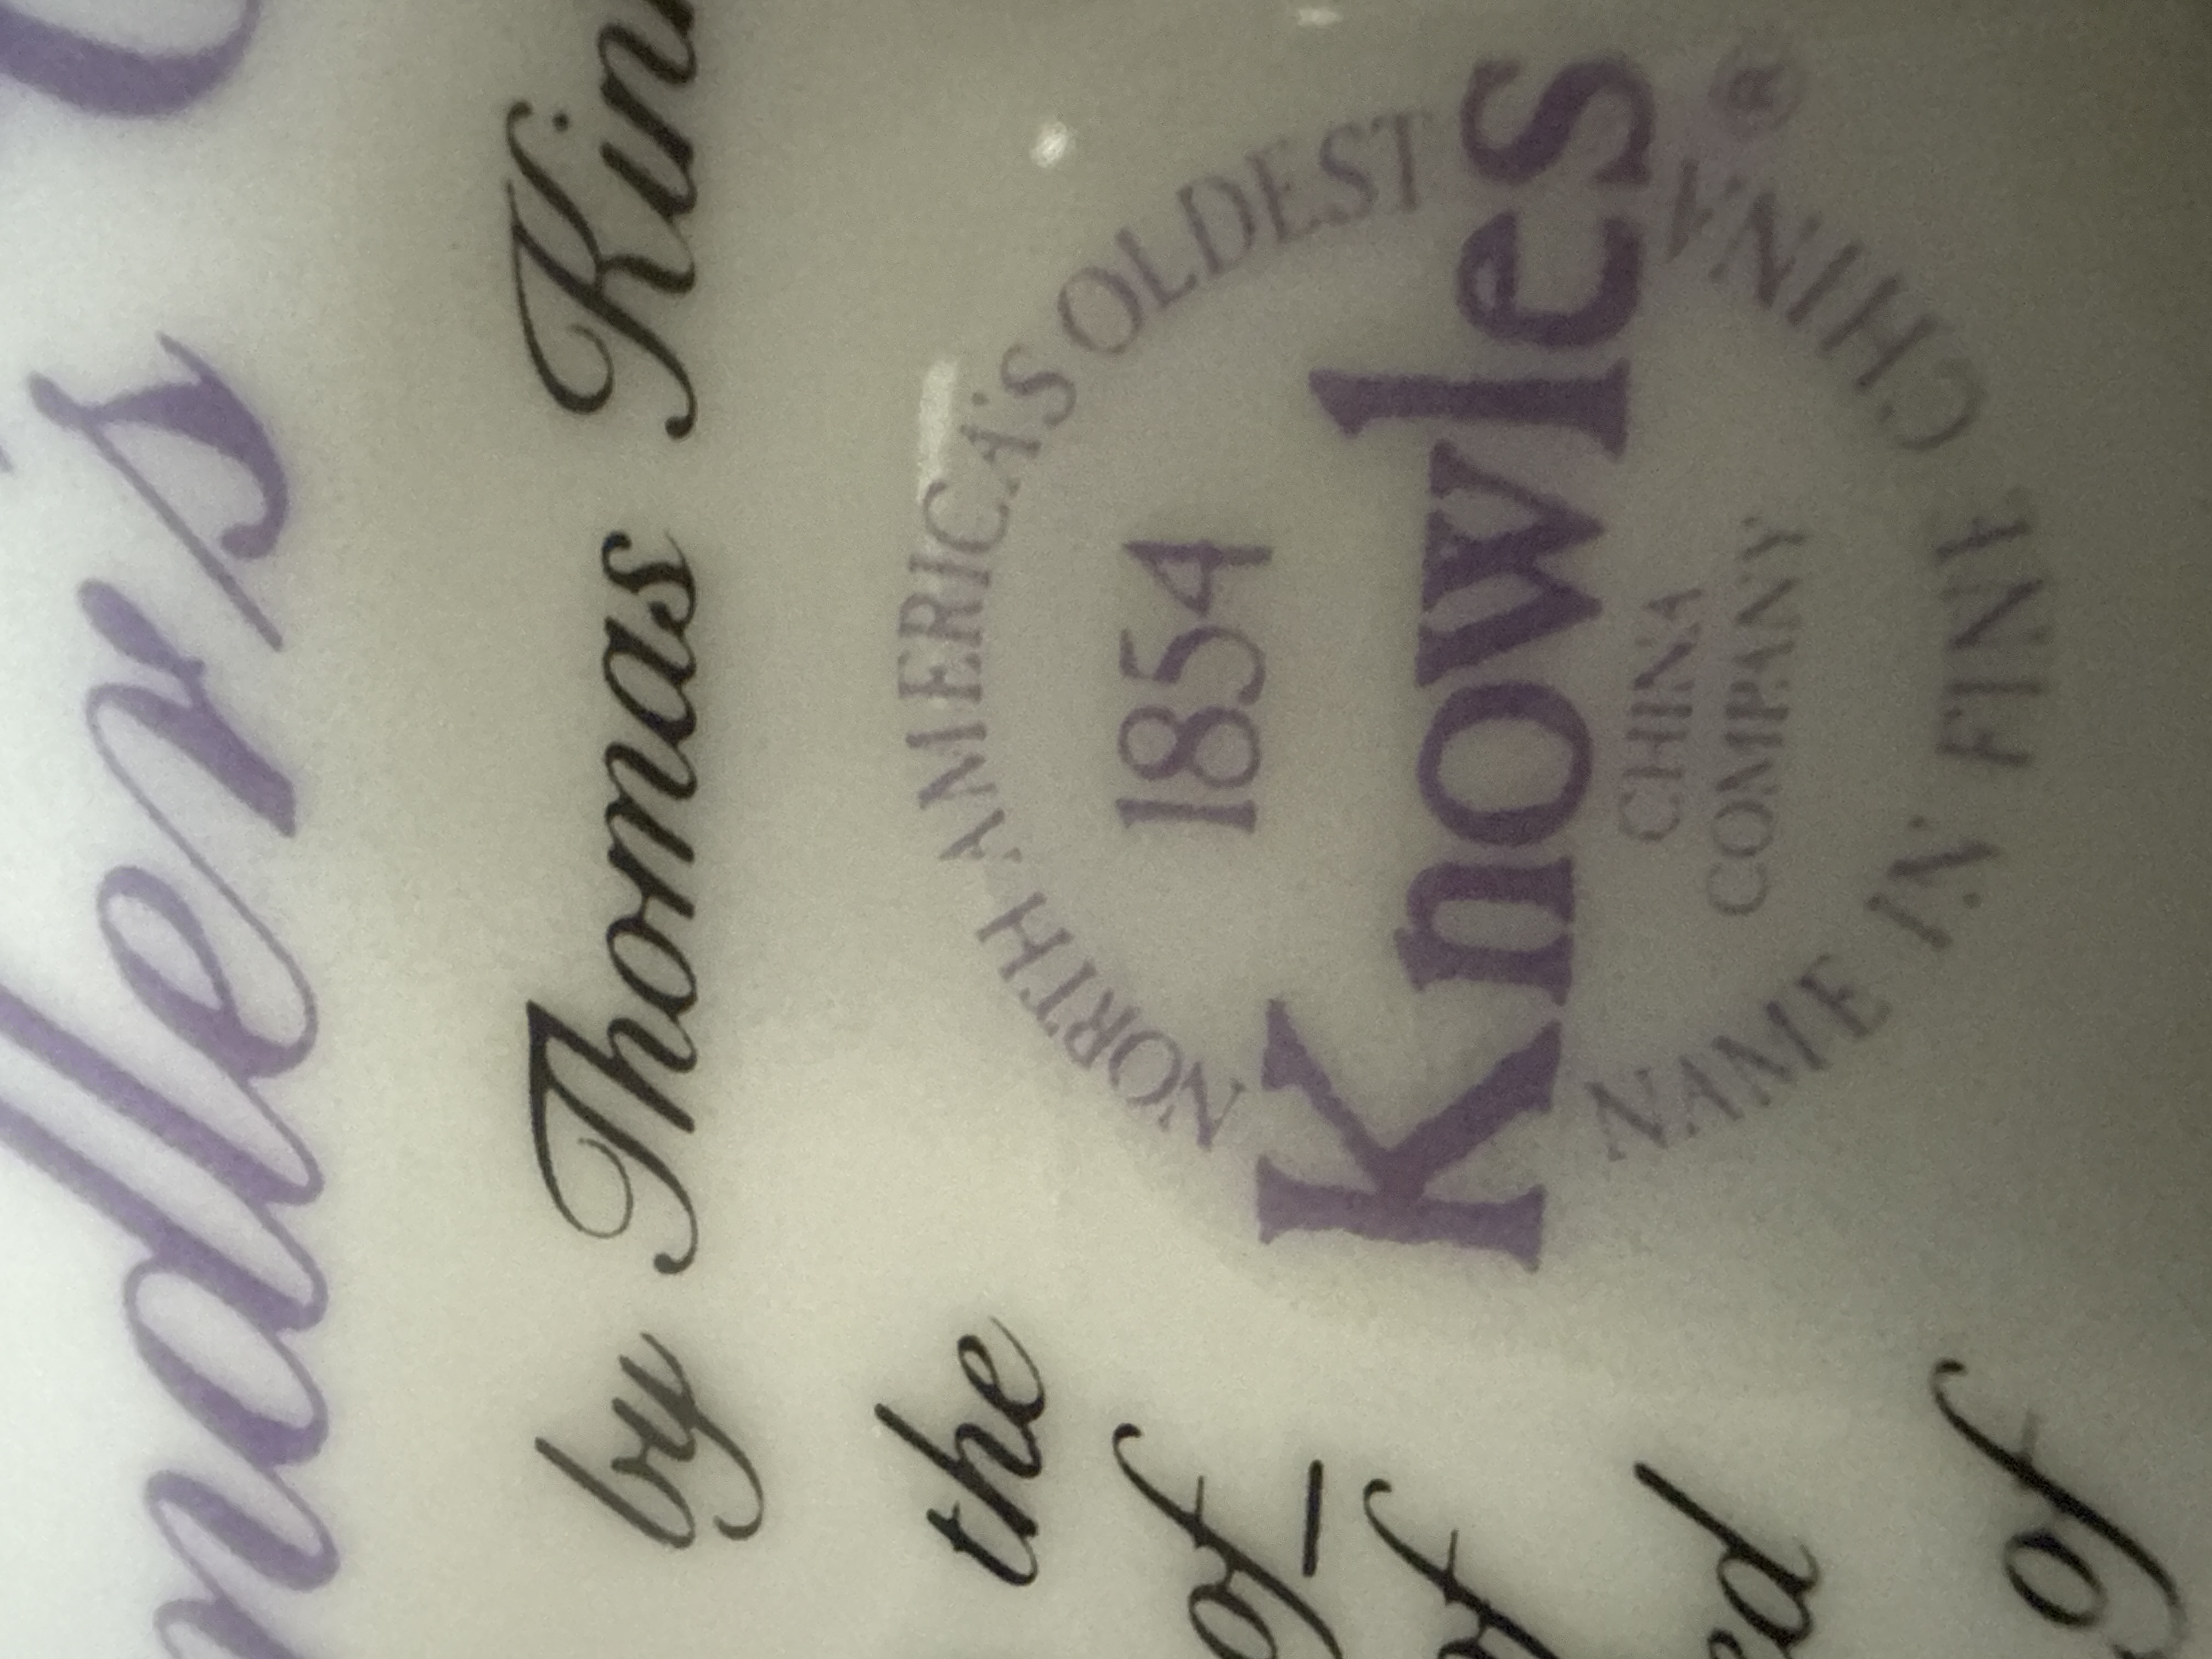 by Thomas Kin
the
of
of
ed
of
NORTH AMERICA'S OLDEST
1854
Knowles®
CHINA
COMPANY
NAME IN FINE CHINA